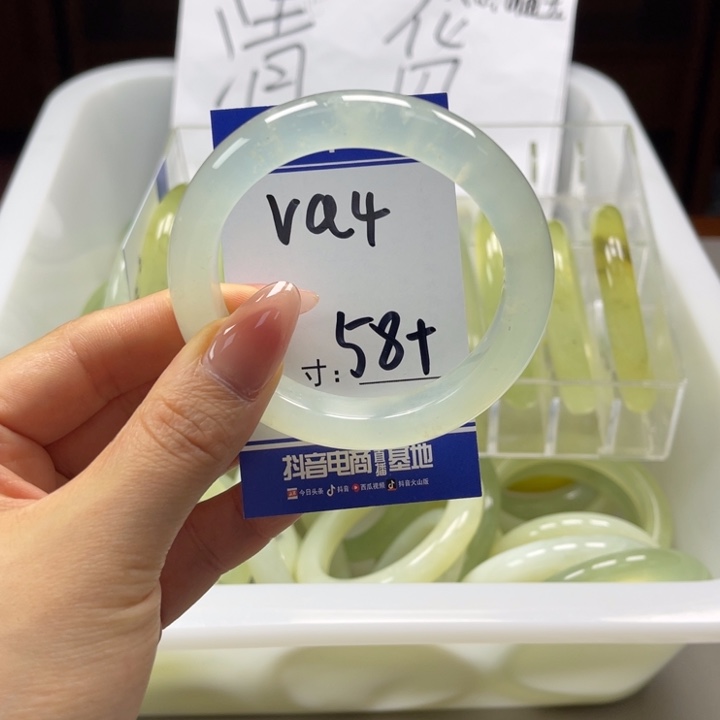 清货
va4
寸:58+
抖音电商直播基地
今日头条 抖音 西瓜视频 抖音火山版